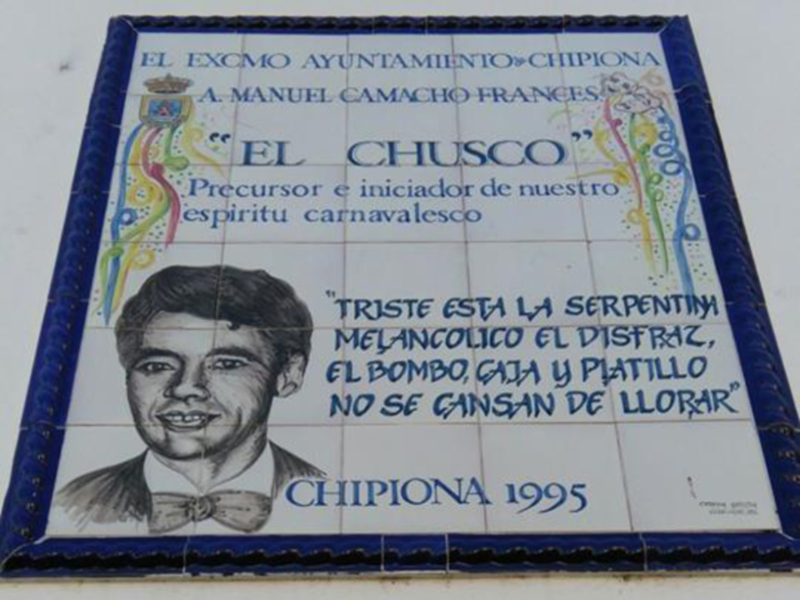 EL EXCMO AYUNTAMIENTO DE CHIPIONA
A. MANUEL CAMACHO FRANCES
"EL CHUSCO"
Precursor e iniciador de nuestro
espiritu carnavalesco
"TRISTE ESTA LA SERPENTINA
MELANCOLICO EL DISFRAZ,
EL BOMBO, CAJA Y PLATILLO
NO SE CANSAN DE LLORAR"
CHIPIONA 1995